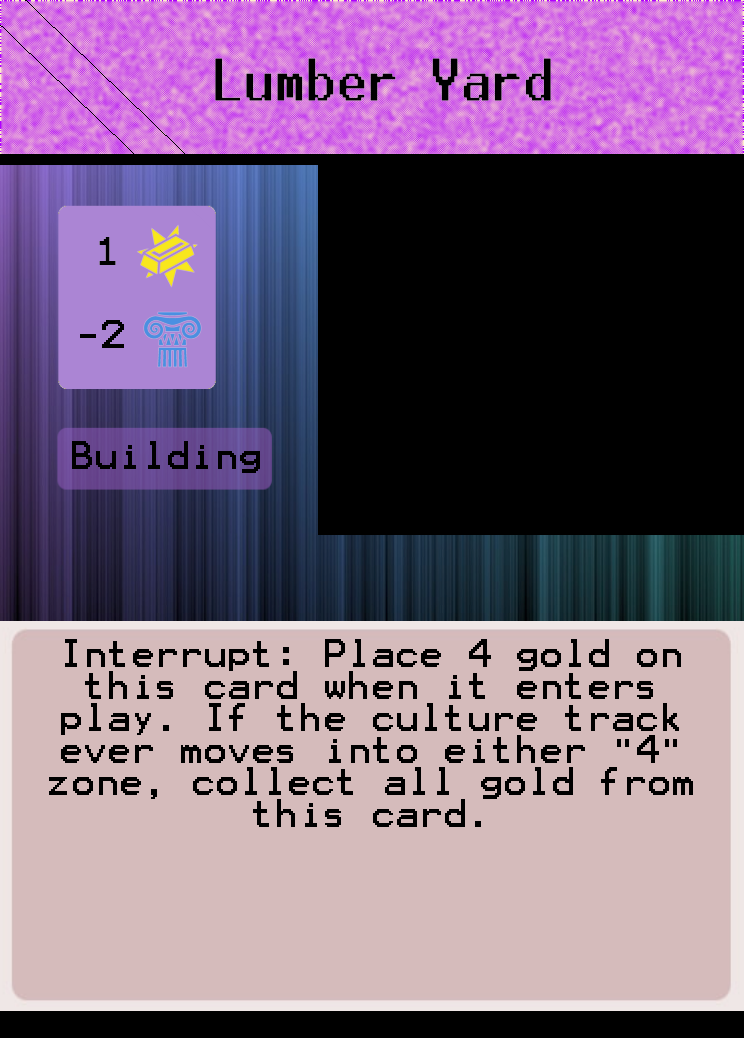 Lumber Yard
1
-2
Building
Interrupt: Place 4 gold on
this card when it enters
play. If the culture track
ever moves into either "4"
zone, collect all gold from
this card.